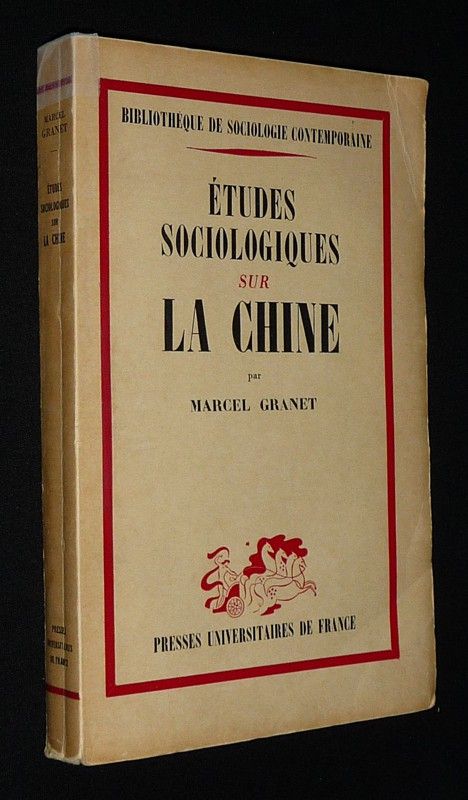 BIBLIOTHÈQUE DE SOCIOLOGIE CONTEMPORAINE
ÉTUDES
SOCIOLOGIQUES
SUR
LA CHINE
par
MARCEL GRANET
PRESSES UNIVERSITAIRES DE FRANCE
MARCEL
GRANET
ÉTUDES
SOCIOLOGIQUES
SUR
LA CHINE
PRESSES
UNIVERSITAIRES
DE FRANCE